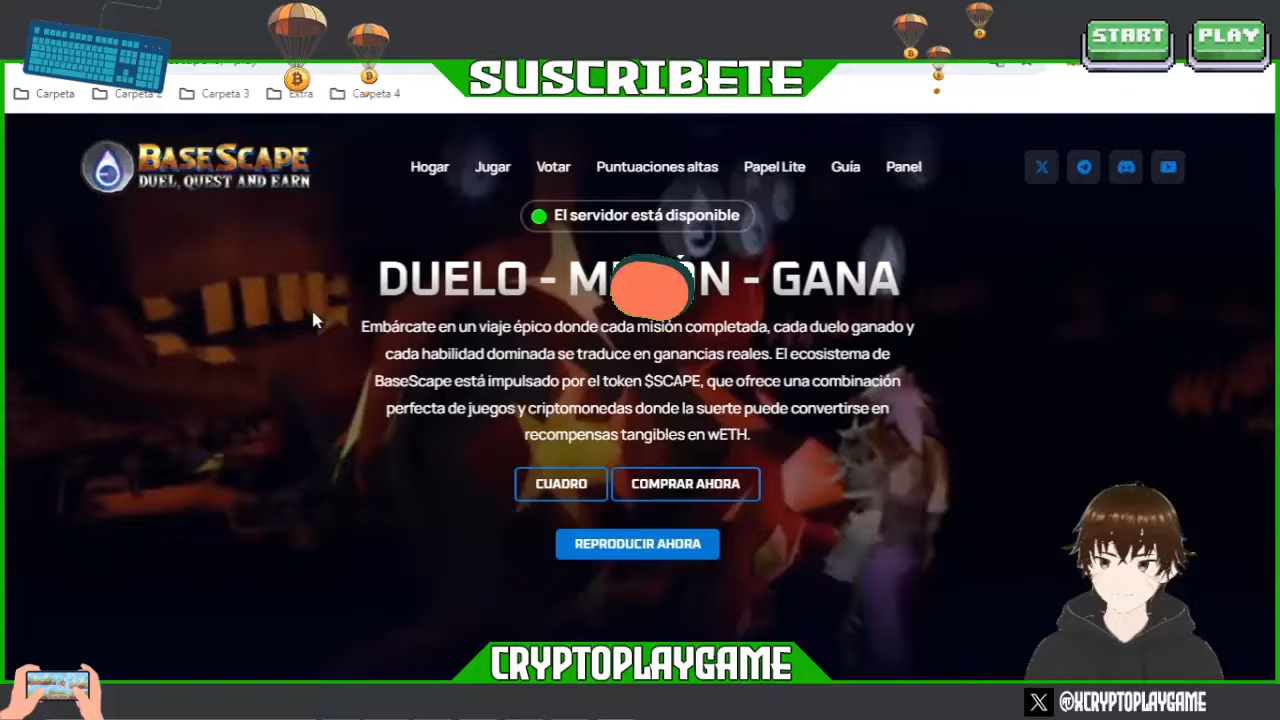 START
PLAY
SUSCRIBETE
Carpeta
Carpeta 2
Carpeta 3
Extra
Carpeta 4
BASESCAPE
DUEL, QUEST AND EARN
Hogar
Jugar
Votar
Puntuaciones altas
Papel Lite
Guía
Panel
El servidor está disponible
DUELO - - GANA
Embárcate en un viaje épico donde cada misión completada, cada duelo ganado y
cada habilidad dominada se traduce en ganancias reales. El ecosistema de
BaseScape está impulsado por el token $SCAPE, que ofrece una combinación
perfecta de juegos y criptomonedas donde la suerte puede convertirse en
recompensas tangibles en wETH.
CUADRO
COMPRAR AHORA
REPRODUCIR AHORA
CRYPTOPLAYGAME
@XCRYPTOPLAYGAME